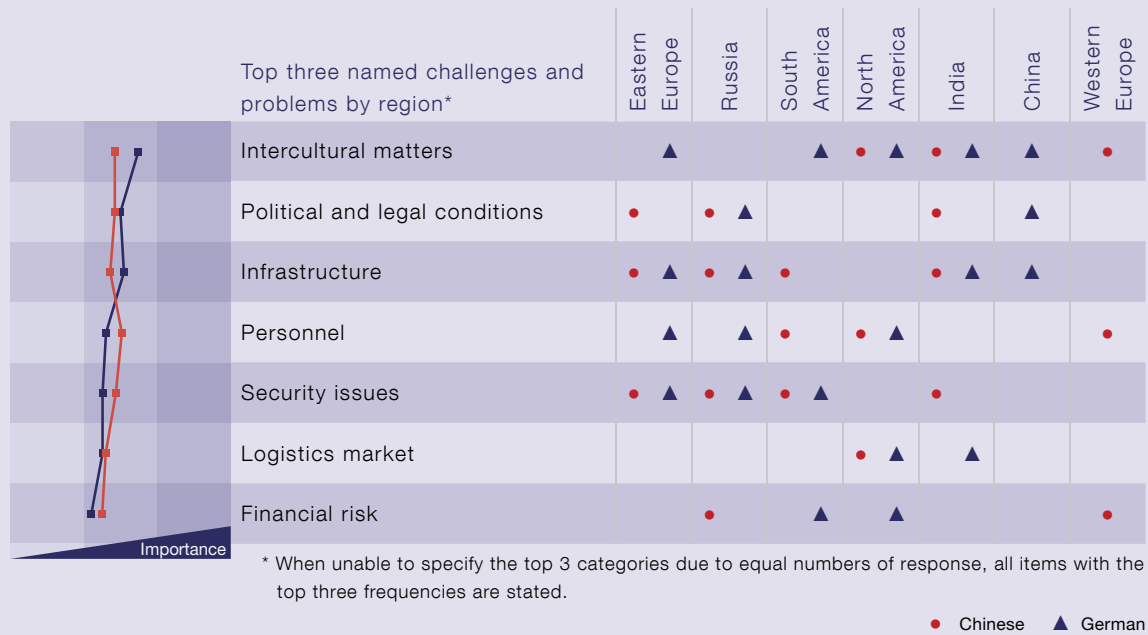 Top three named challenges and
problems by region*
Eastern
Europe
Russia
South
America
North
America
India
China
Western
Europe
Intercultural matters
Political and legal conditions
Infrastructure
Personnel
Security issues
Logistics market
Financial risk
Importance
* When unable to specify the top 3 categories due to equal numbers of response, all items with the
top three frequencies are stated.
Chinese
German